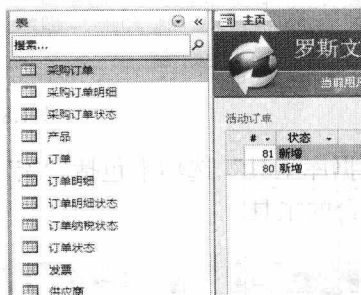 表
«
搜索...
采购订单
采购订单明细
采购订单状态
产品
订单
订单明细
订单明细状态
订单纳税状态
订单状态
发票
供应商
主页
罗斯文
当前用户
活动订单
# 状态
81 新增
80 新增